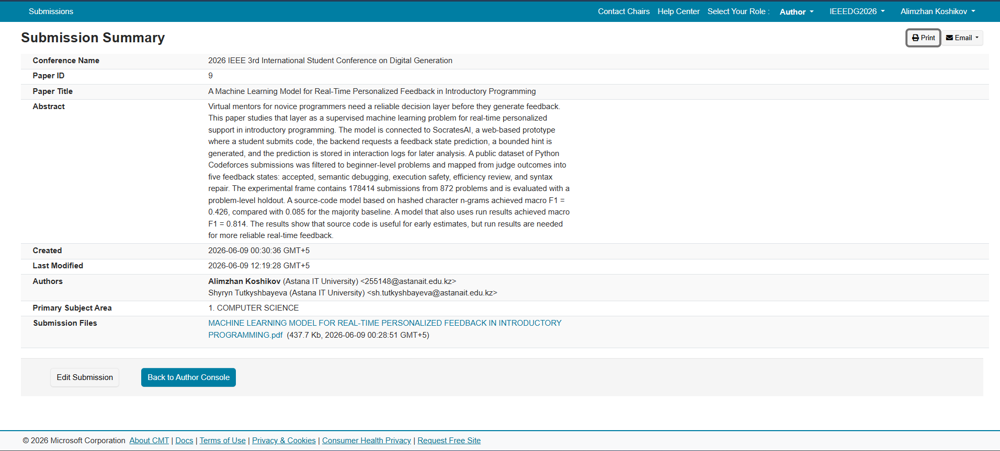 Submissions Contact Chairs Help Center Select Your Role : Author IEEEDG2026 Alimzhan Koshikov
Submission Summary Print Email
Conference Name 2026 IEEE 3rd International Student Conference on Digital Generation
Paper ID 9
Paper Title A Machine Learning Model for Real-Time Personalized Feedback in Introductory Programming
Abstract Virtual mentors for novice programmers need a reliable decision layer before they generate feedback.
This paper studies that layer as a supervised machine learning problem for real-time personalized
support in introductory programming. The model is connected to SocratesAI, a web-based prototype
where a student submits code, the backend requests a feedback state prediction, a bounded hint is
generated, and the prediction is stored in interaction logs for later analysis. A public dataset of Python
Codeforces submissions was filtered to beginner-level problems and mapped from judge outcomes into
five feedback states: accepted, semantic debugging, execution safety, efficiency review, and syntax
repair. The experimental frame contains 178414 submissions from 872 problems and is evaluated with a
problem-level holdout. A source-code model based on hashed character n-grams achieved macro F1 =
0.426, compared with 0.085 for the majority baseline. A model that also uses run results achieved macro
F1 = 0.814. The results show that source code is useful for early estimates, but run results are needed
for more reliable real-time feedback.
Created 2026-06-09 00:30:36 GMT+5
Last Modified 2026-06-09 12:19:28 GMT+5
Authors Alimzhan Koshikov (Astana IT University) <255148@astanait.edu.kz>
Shyryn Tutkyshbayeva (Astana IT University) <sh.tutkyshbayeva@astanait.edu.kz>
Primary Subject Area 1. COMPUTER SCIENCE
Submission Files MACHINE LEARNING MODEL FOR REAL-TIME PERSONALIZED FEEDBACK IN INTRODUCTORY
PROGRAMMING.pdf (437.7 Kb, 2026-06-09 00:28:51 GMT+5)
Edit Submission Back to Author Console
© 2026 Microsoft Corporation About CMT | Docs | Terms of Use | Privacy & Cookies | Consumer Health Privacy | Request Free Site